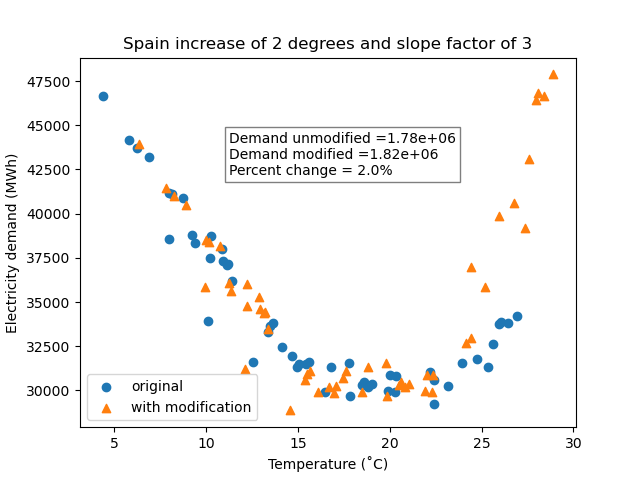 Spain increase of 2 degrees and slope factor of 3
47500
45000
42500
40000
37500
35000
32500
30000
Electricity demand (MWh)
Demand unmodified =1.78e+06
Demand modified =1.82e+06
Percent change = 2.0%
original
with modification
5 10 15 20 25 30
Temperature (˚C)